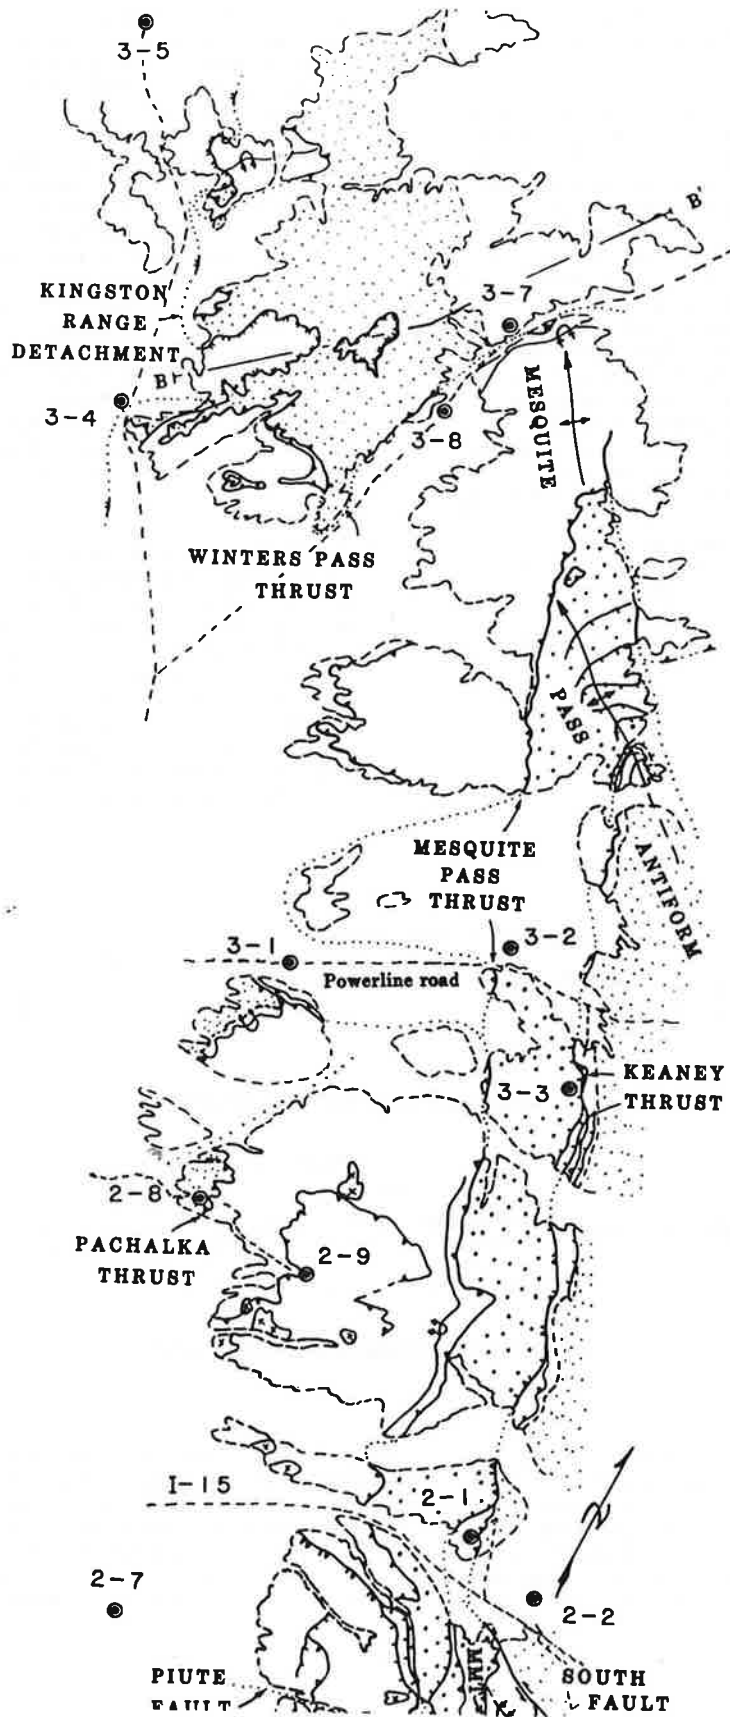 3-5
B'
KINGSTON
RANGE
DETACHMENT
3-7
B
3-4
3-8
MESQUITE
WINTERS PASS
THRUST
PASS
MESQUITE
PASS
THRUST
ANTIFORM
3-1
3-2
Powerline road
3-3
KEANEY
THRUST
2-8
x
PACHALKA
THRUST
2-9
x
x
x
x
x
x
I-15
2-1
N
2-7
2-2
MMT
PIUTE
FAULT
SOUTH
FAULT